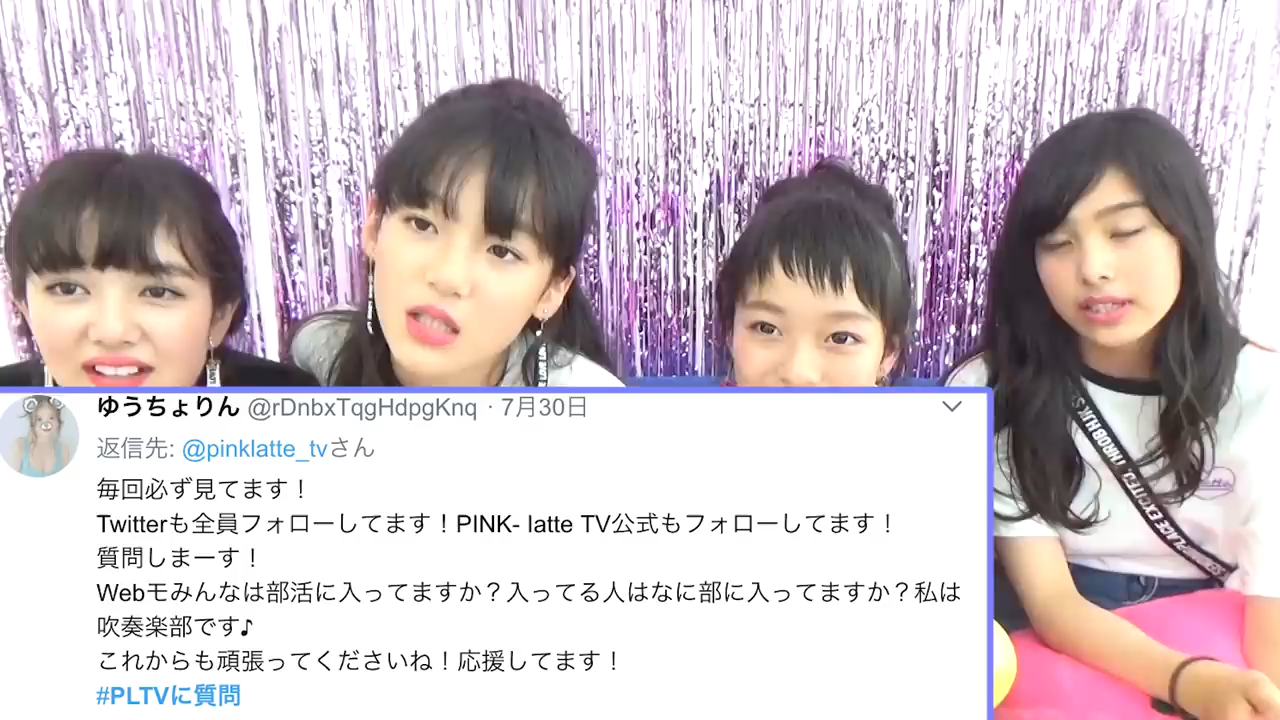 ゆうちょりん @rDnbxTqgHdpgKnq · 7月30日
返信先: @pinklatte_tvさん
毎回必ず見てます！
Twitterも全員フォローしてます！PINK- latte TV公式もフォローしてます！
質問しまーす！
Webモみんなは部活に入ってますか？入ってる人はなに部に入ってますか？私は
吹奏楽部です♪
これからも頑張ってくださいね！応援してます！
#PLTVに質問
THROB HJK S
PLACE EXCITED,